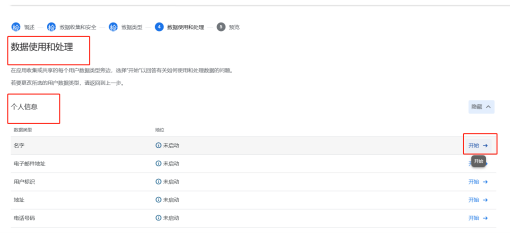 概述 数据收集和安全 数据类型 4 数据使用和处理 5 预览
数据使用和处理
在应用收集或共享的每个用户数据类型旁边，选择"开始"以回答有关如何使用和处理数据的问题。
若要更改所选的用户数据类型，请返回到上一步。
个人信息 隐藏
数据类型 地位
名字 未启动 开始 →
开始
电子邮件地址 未启动
用户标识 未启动 开始 →
地址 未启动 开始 →
电话号码 未启动 开始 →